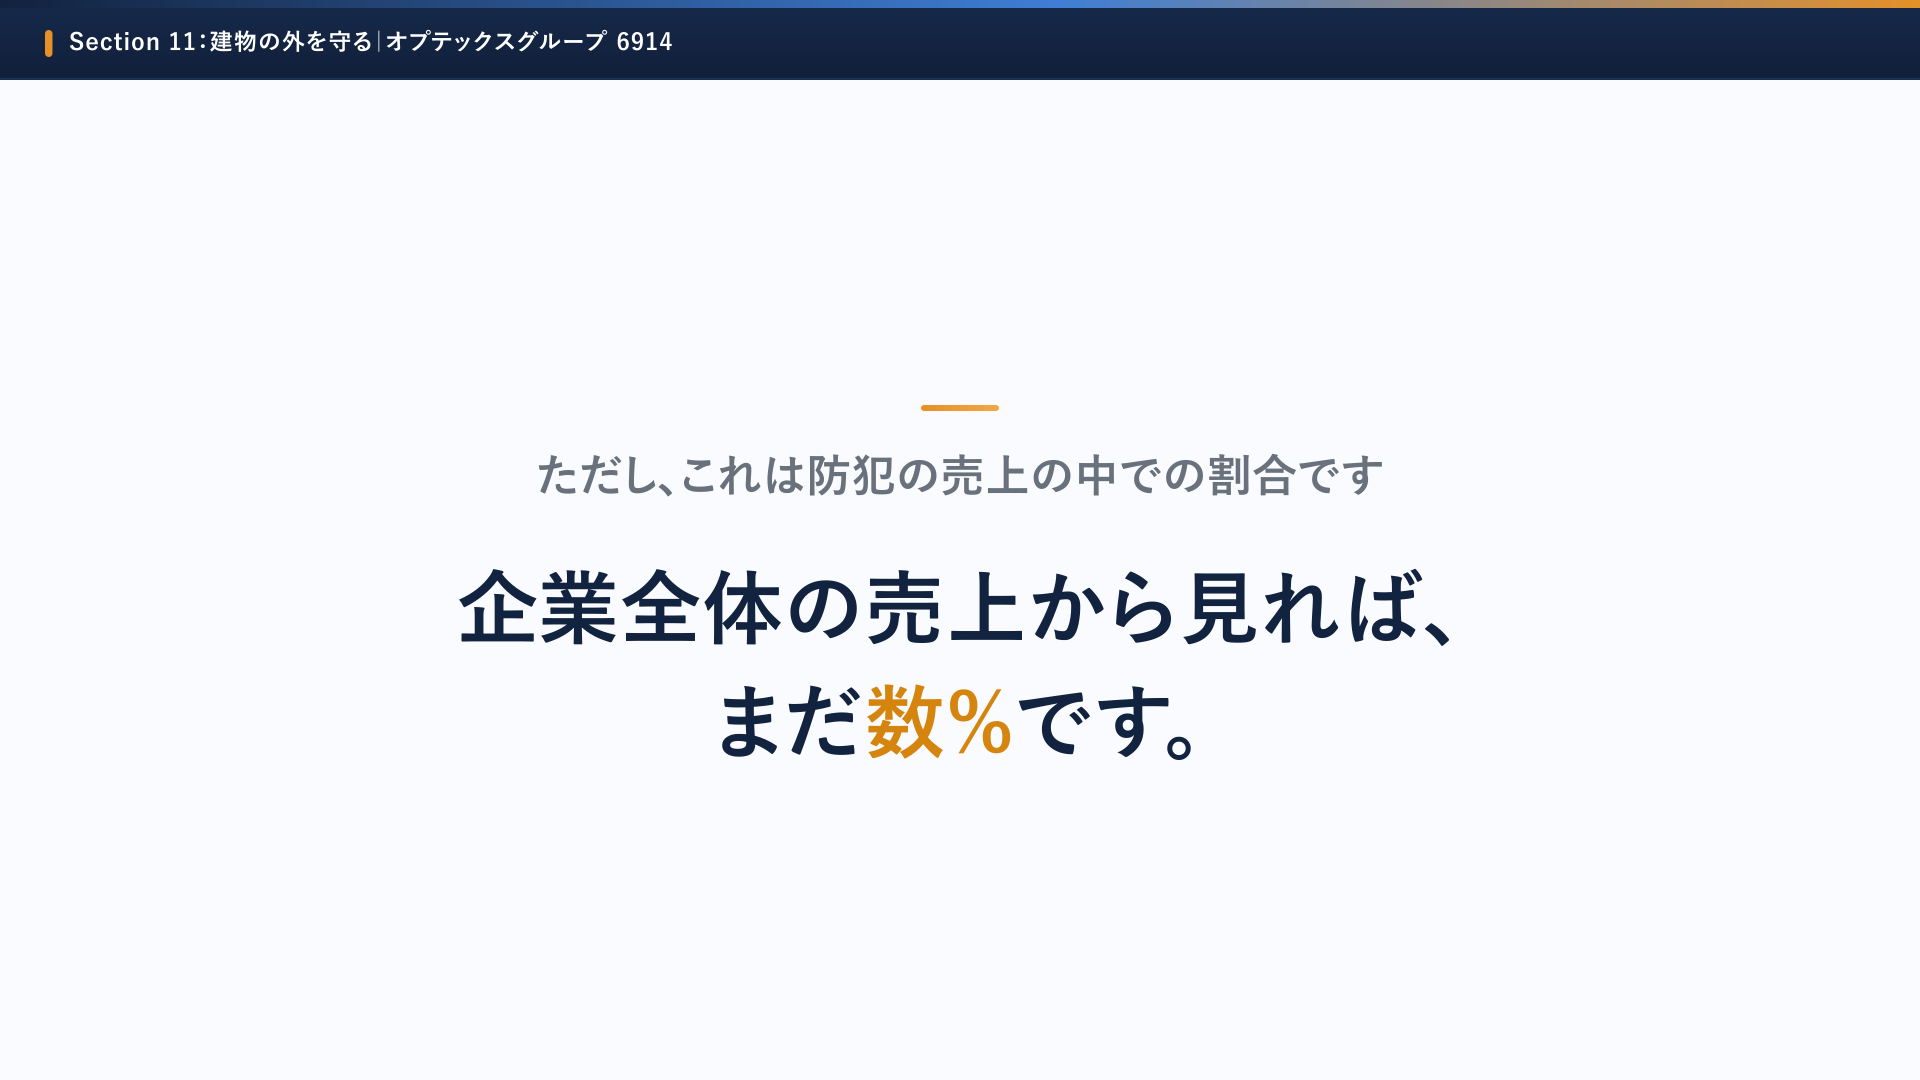 Section 11：建物の外を守る｜オプテックスグループ 6914
ただし、これは防犯の売上の中での割合です
企業全体の売上から見れば、
まだ数％です。